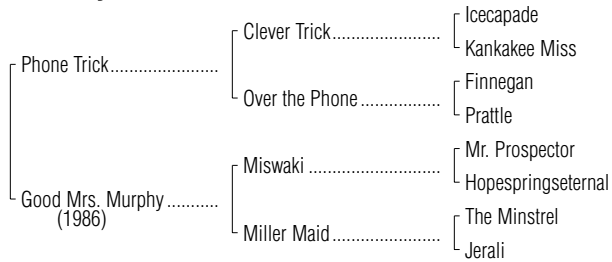 Icecapade
Clever Trick....................
Kankakee Miss
Phone Trick....................
Finnegan
Over the Phone ...............
Prattle
Mr. Prospector
Miswaki .........................
Hopespringseternal
Good Mrs. Murphy ...........
(1986)
The Minstrel
Miller Maid....................
Jerali